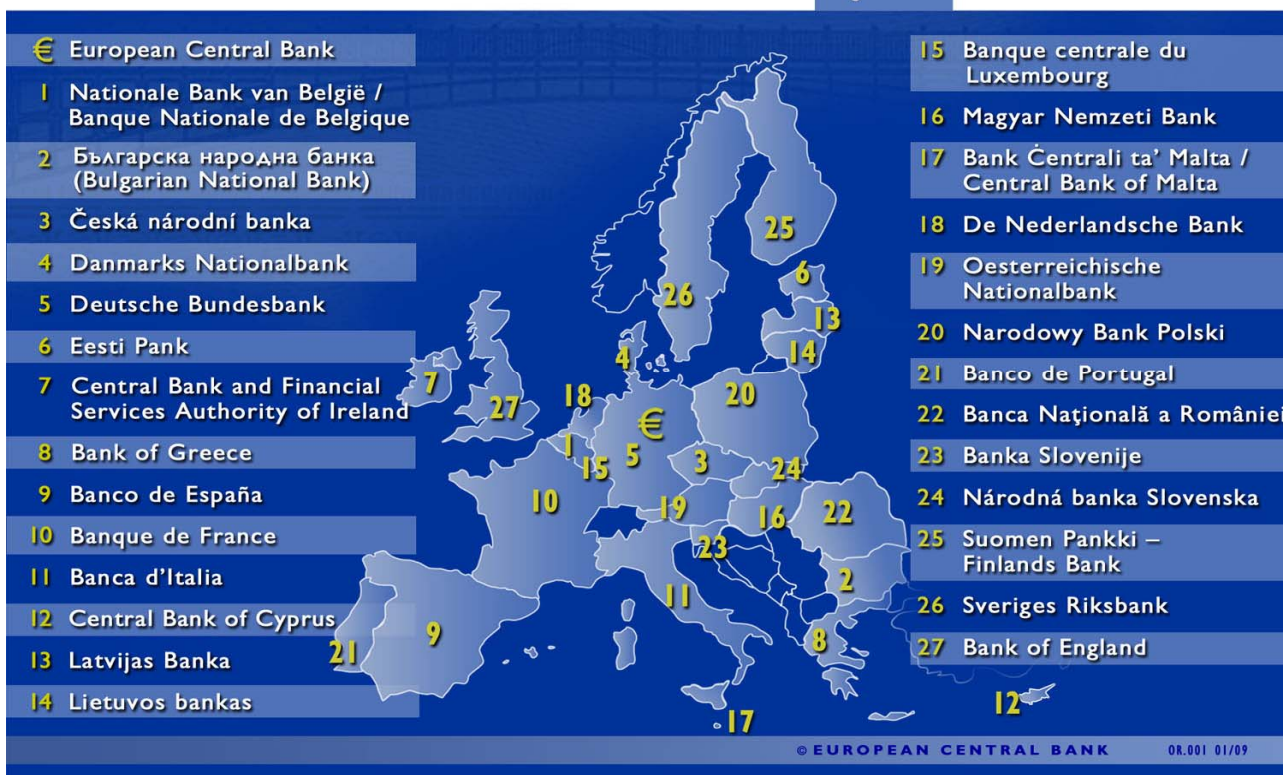 € European Central Bank
1 Nationale Bank van België /
Banque Nationale de Belgique
2 Българска народна банка
(Bulgarian National Bank)
3 Česká národní banka
4 Danmarks Nationalbank
5 Deutsche Bundesbank
6 Eesti Pank
7 Central Bank and Financial
Services Authority of Ireland
8 Bank of Greece
9 Banco de España
10 Banque de France
11 Banca d'Italia
12 Central Bank of Cyprus
13 Latvijas Banka
14 Lietuvos bankas
25
6
26
13
14
4
7
18
20
27
€
1
5
15
3
24
10
19
16
22
23
2
11
9
8
21
12
17
15 Banque centrale du
Luxembourg
16 Magyar Nemzeti Bank
17 Bank Ċentrali ta' Malta /
Central Bank of Malta
18 De Nederlandsche Bank
19 Oesterreichische
Nationalbank
20 Narodowy Bank Polski
21 Banco de Portugal
22 Banca Naţională a României
23 Banka Slovenije
24 Národná banka Slovenska
25 Suomen Pankki –
Finlands Bank
26 Sveriges Riksbank
27 Bank of England
© EUROPEAN CENTRAL BANK OR.001 01/09